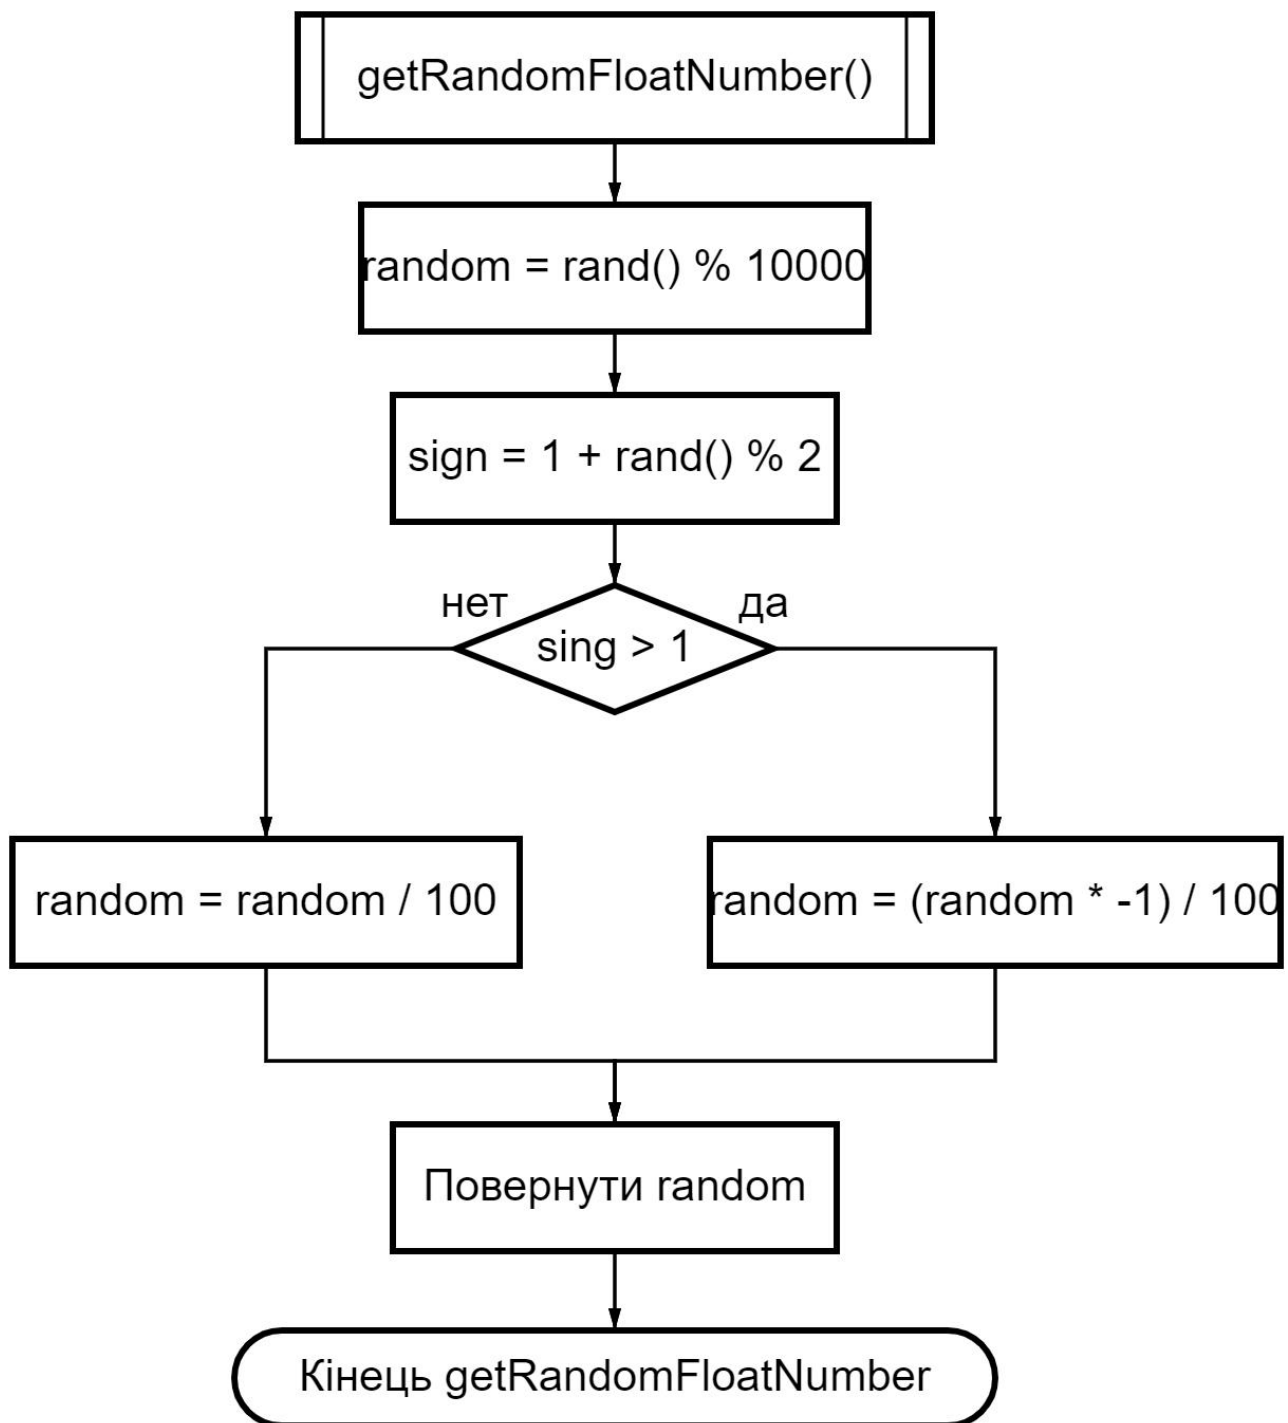 getRandomFloatNumber()
random = rand() % 10000
sign = 1 + rand() % 2
нет
да
sing > 1
random = random / 100
random = (random * -1) / 100
Повернути random
Кінець getRandomFloatNumber